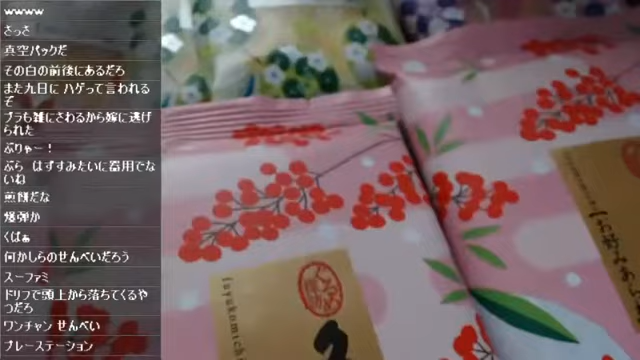 wwww
さっさ
真空パックだ
その白の前後にあるだろ
また九日に ハゲって言われる
ぞ
ブラも雑にさわるから嫁に逃げ
られた
ぶりゃー！
ぶら　はずすみたいに器用でな
いね
煎餅だな
爆弾か
くぱぁ
何かしらのせんべいだろう
スーファミ
ドリフで頭上から落ちてくるや
つだろ
ワンチャン せんべい
プレーステーション
fuyukomichi